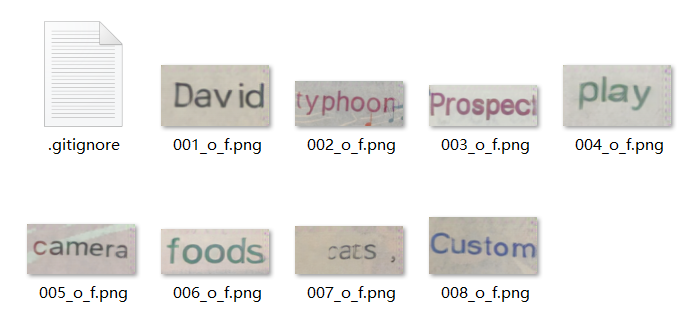 David typhoon Prospect play
.gitignore 001_o_f.png 002_o_f.png 003_o_f.png 004_o_f.png
camera foods cats , Custom
005_o_f.png 006_o_f.png 007_o_f.png 008_o_f.png